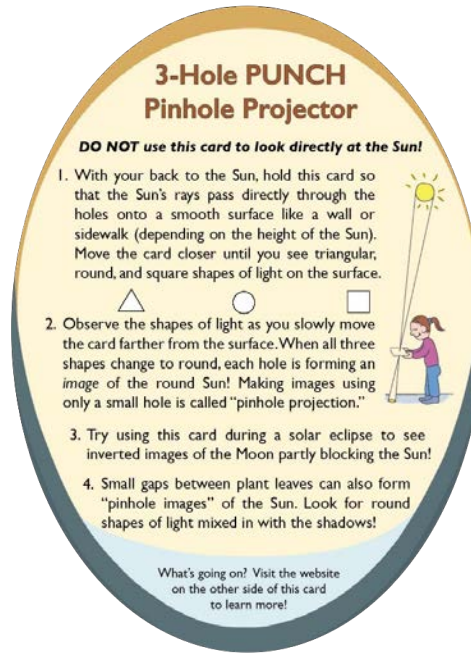 3-Hole PUNCH
Pinhole Projector
DO NOT use this card to look directly at the Sun!
1. With your back to the Sun, hold this card so
that the Sun's rays pass directly through the
holes onto a smooth surface like a wall or
sidewalk (depending on the height of the Sun).
Move the card closer until you see triangular,
round, and square shapes of light on the surface.
2. Observe the shapes of light as you slowly move
the card farther from the surface. When all three
shapes change to round, each hole is forming an
image of the round Sun! Making images using
only a small hole is called “pinhole projection.”
3. Try using this card during a solar eclipse to see
inverted images of the Moon partly blocking the Sun!
4. Small gaps between plant leaves can also form
“pinhole images” of the Sun. Look for round
shapes of light mixed in with the shadows!
What's going on? Visit the website
on the other side of this card
to learn more!